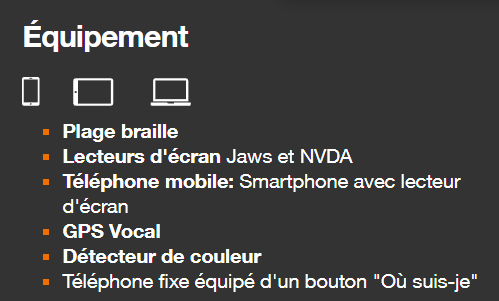 Équipement
Plage braille
Lecteurs d'écran Jaws et NVDA
Téléphone mobile: Smartphone avec lecteur
d'écran
GPS Vocal
Détecteur de couleur
Téléphone fixe équipé d'un bouton "Où suis-je"